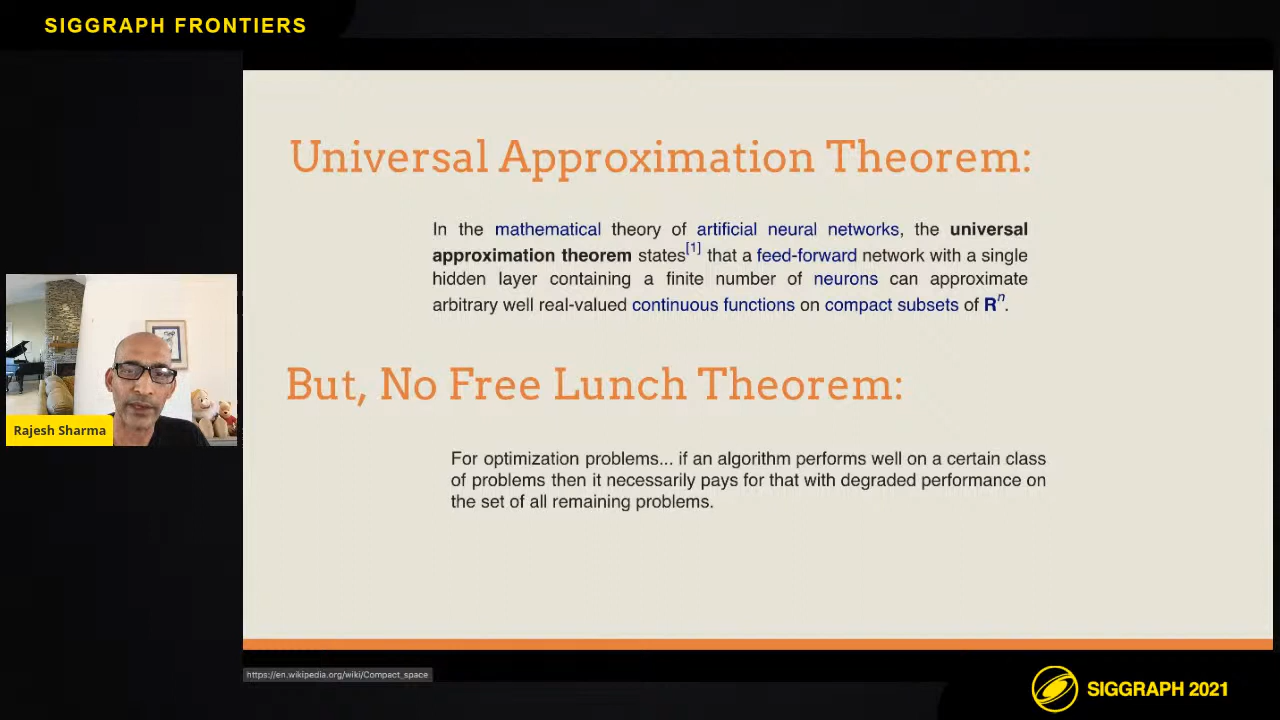 SIGGRAPH FRONTIERS
Universal Approximation Theorem:
In the mathematical theory of artificial neural networks, the universal
approximation theorem states[1] that a feed-forward network with a single
hidden layer containing a finite number of neurons can approximate
arbitrary well real-valued continuous functions on compact subsets of Rn.
But, No Free Lunch Theorem:
For optimization problems... if an algorithm performs well on a certain class
of problems then it necessarily pays for that with degraded performance on
the set of all remaining problems.
Rajesh Sharma
https://en.wikipedia.org/wiki/Compact_space
SIGGRAPH 2021